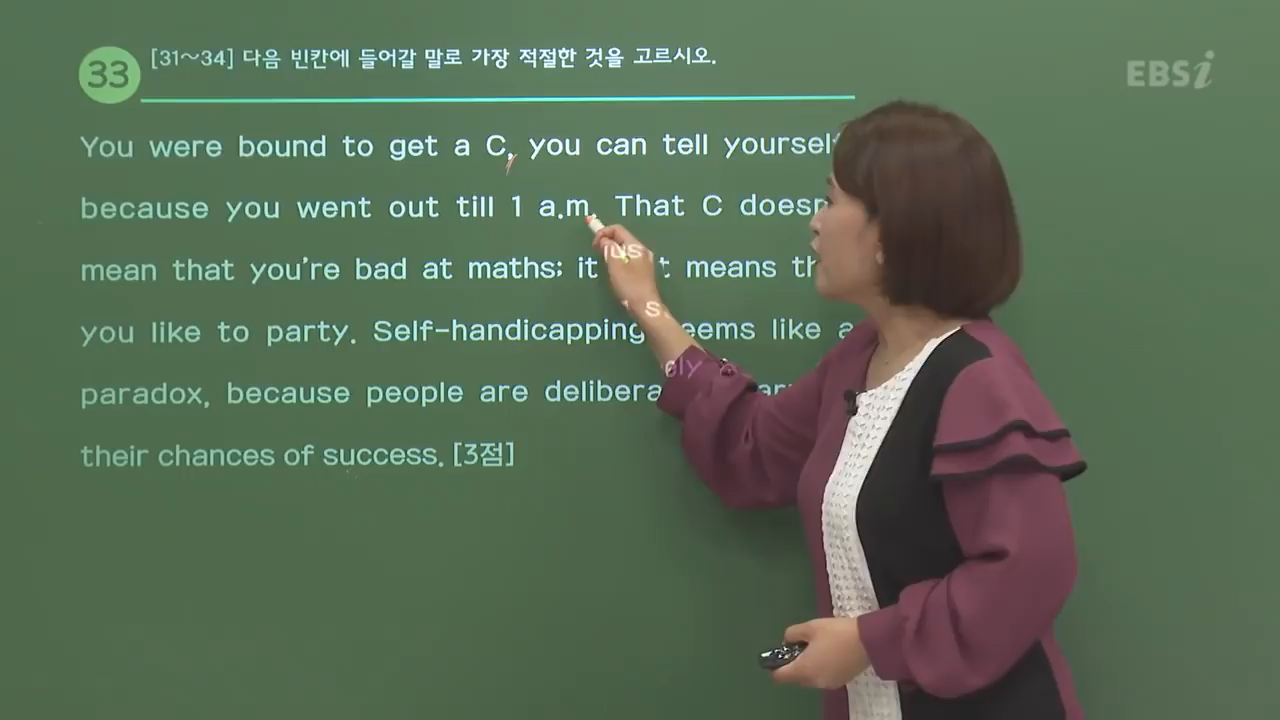 33
[31~34] 다음 빈칸에 들어갈 말로 가장 적절한 것을 고르시오.
EBSi
You were bound to get a C, you can tell yourself
because you went out till 1 a.m. That C
mean that you're bad at maths; it means
you like to party. Self-handicapping seems like a
paradox, because people are
their chances of success. [3점]